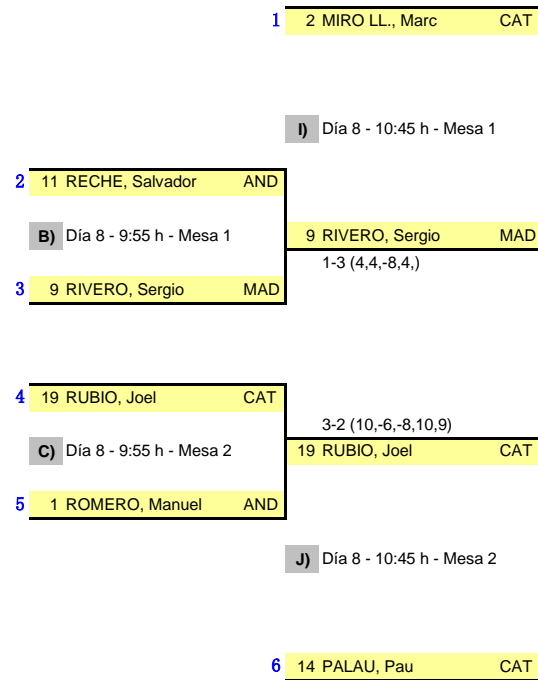 1 2 MIRO LL., Marc CAT
I) Día 8 - 10:45 h - Mesa 1
2 11 RECHE, Salvador AND
B) Día 8 - 9:55 h - Mesa 1
9 RIVERO, Sergio MAD
1-3 (4,4,-8,4,)
3 9 RIVERO, Sergio MAD
4 19 RUBIO, Joel CAT
3-2 (10,-6,-8,10,9)
C) Día 8 - 9:55 h - Mesa 2
19 RUBIO, Joel CAT
5 1 ROMERO, Manuel AND
J) Día 8 - 10:45 h - Mesa 2
6 14 PALAU, Pau CAT